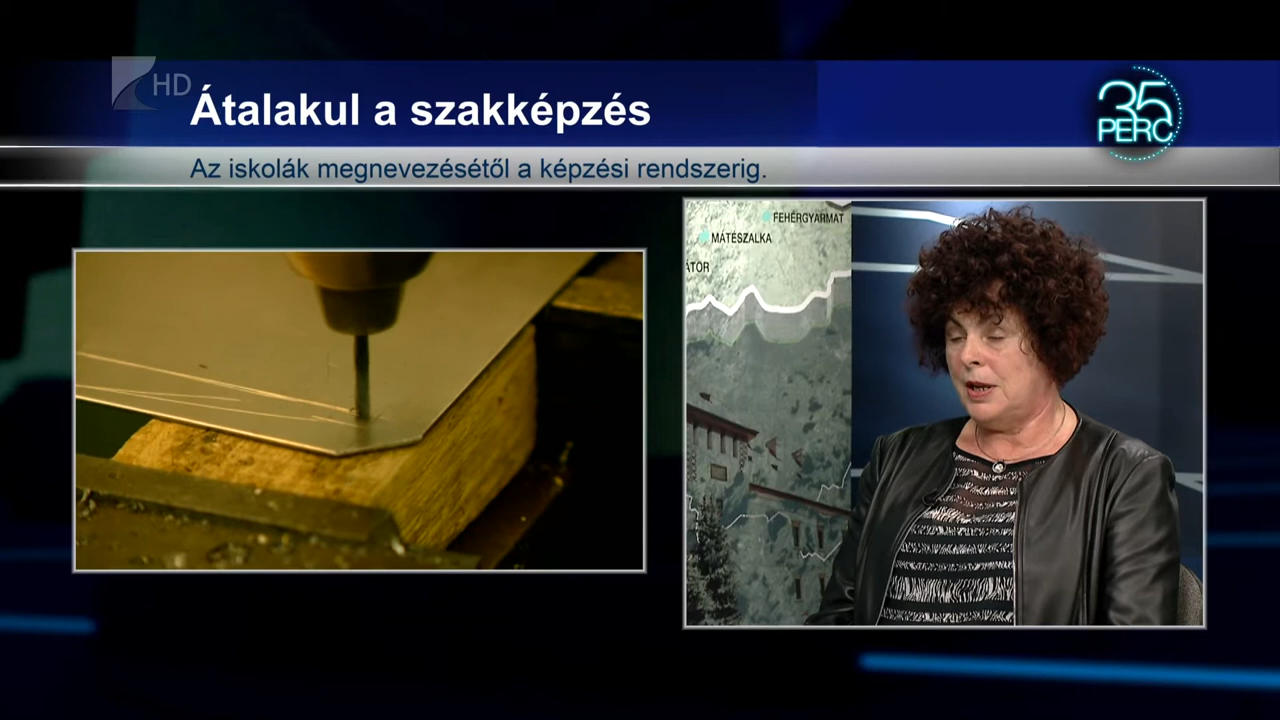 HD
Átalakul a szakképzés
35
PERC
Az iskolák megnevezésétől a képzési rendszerig.
FEHÉRGYARMAT
MÁTÉSZALKA
ÁTOR